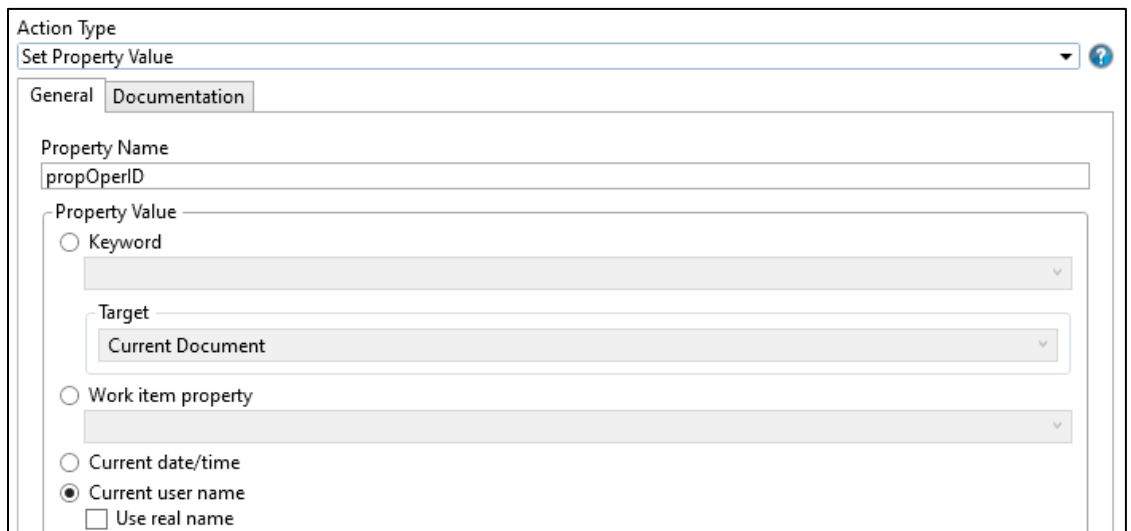 Action Type
Set Property Value
?
General Documentation
Property Name
propOperID
Property Value
Keyword
Target
Current Document
Work item property
Current date/time
Current user name
Use real name